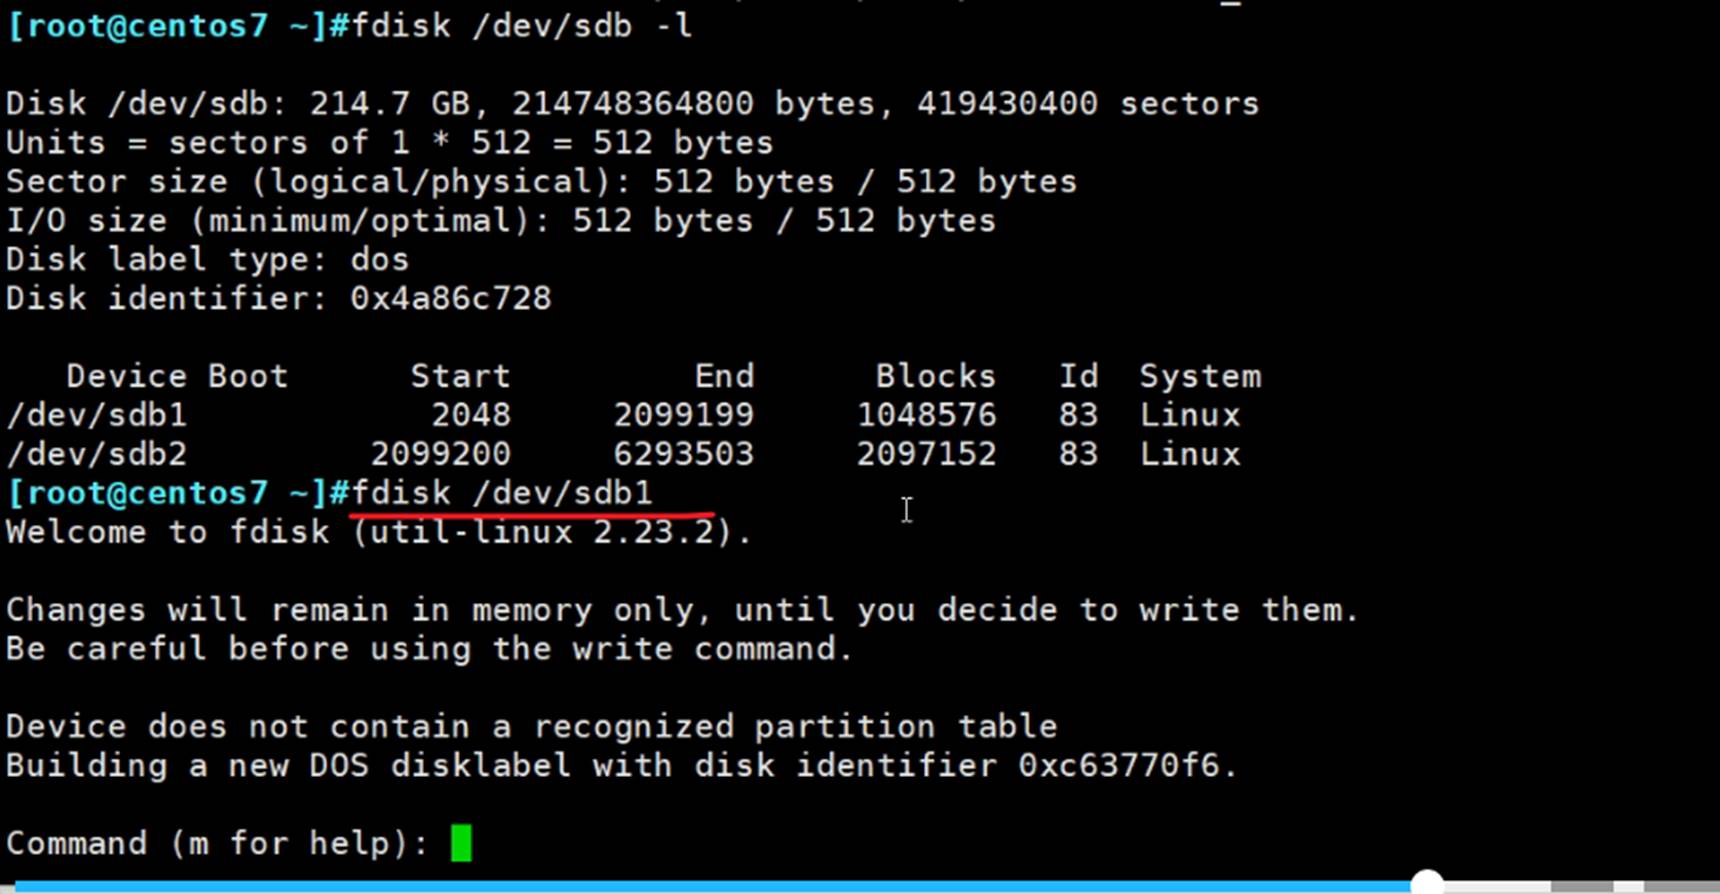 [root@centos7 ~]#fdisk /dev/sdb -l
Disk /dev/sdb: 214.7 GB, 214748364800 bytes, 419430400 sectors
Units = sectors of 1 * 512 = 512 bytes
Sector size (logical/physical): 512 bytes / 512 bytes
I/O size (minimum/optimal): 512 bytes / 512 bytes
Disk label type: dos
Disk identifier: 0x4a86c728
Device Boot Start End Blocks Id System
/dev/sdb1 2048 2099199 1048576 83 Linux
/dev/sdb2 2099200 6293503 2097152 83 Linux
[root@centos7 ~]#fdisk /dev/sdb1
Welcome to fdisk (util-linux 2.23.2).
Changes will remain in memory only, until you decide to write them.
Be careful before using the write command.
Device does not contain a recognized partition table
Building a new DOS disklabel with disk identifier 0xc63770f6.
Command (m for help):